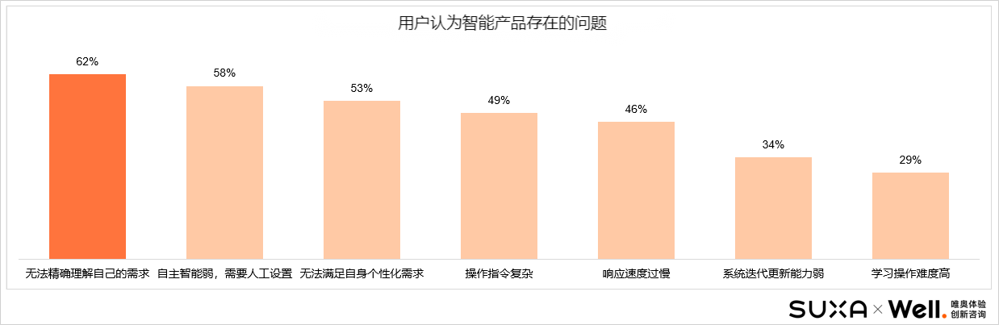 用户认为智能产品存在的问题
62%
58%
53%
49%
46%
34%
29%
无法精确理解自己的需求
自主智能弱，需要人工设置
无法满足自身个性化需求
操作指令复杂
响应速度过慢
系统迭代更新能力弱
学习操作难度高
SUXA × Well.
唯奥体验
创新咨询